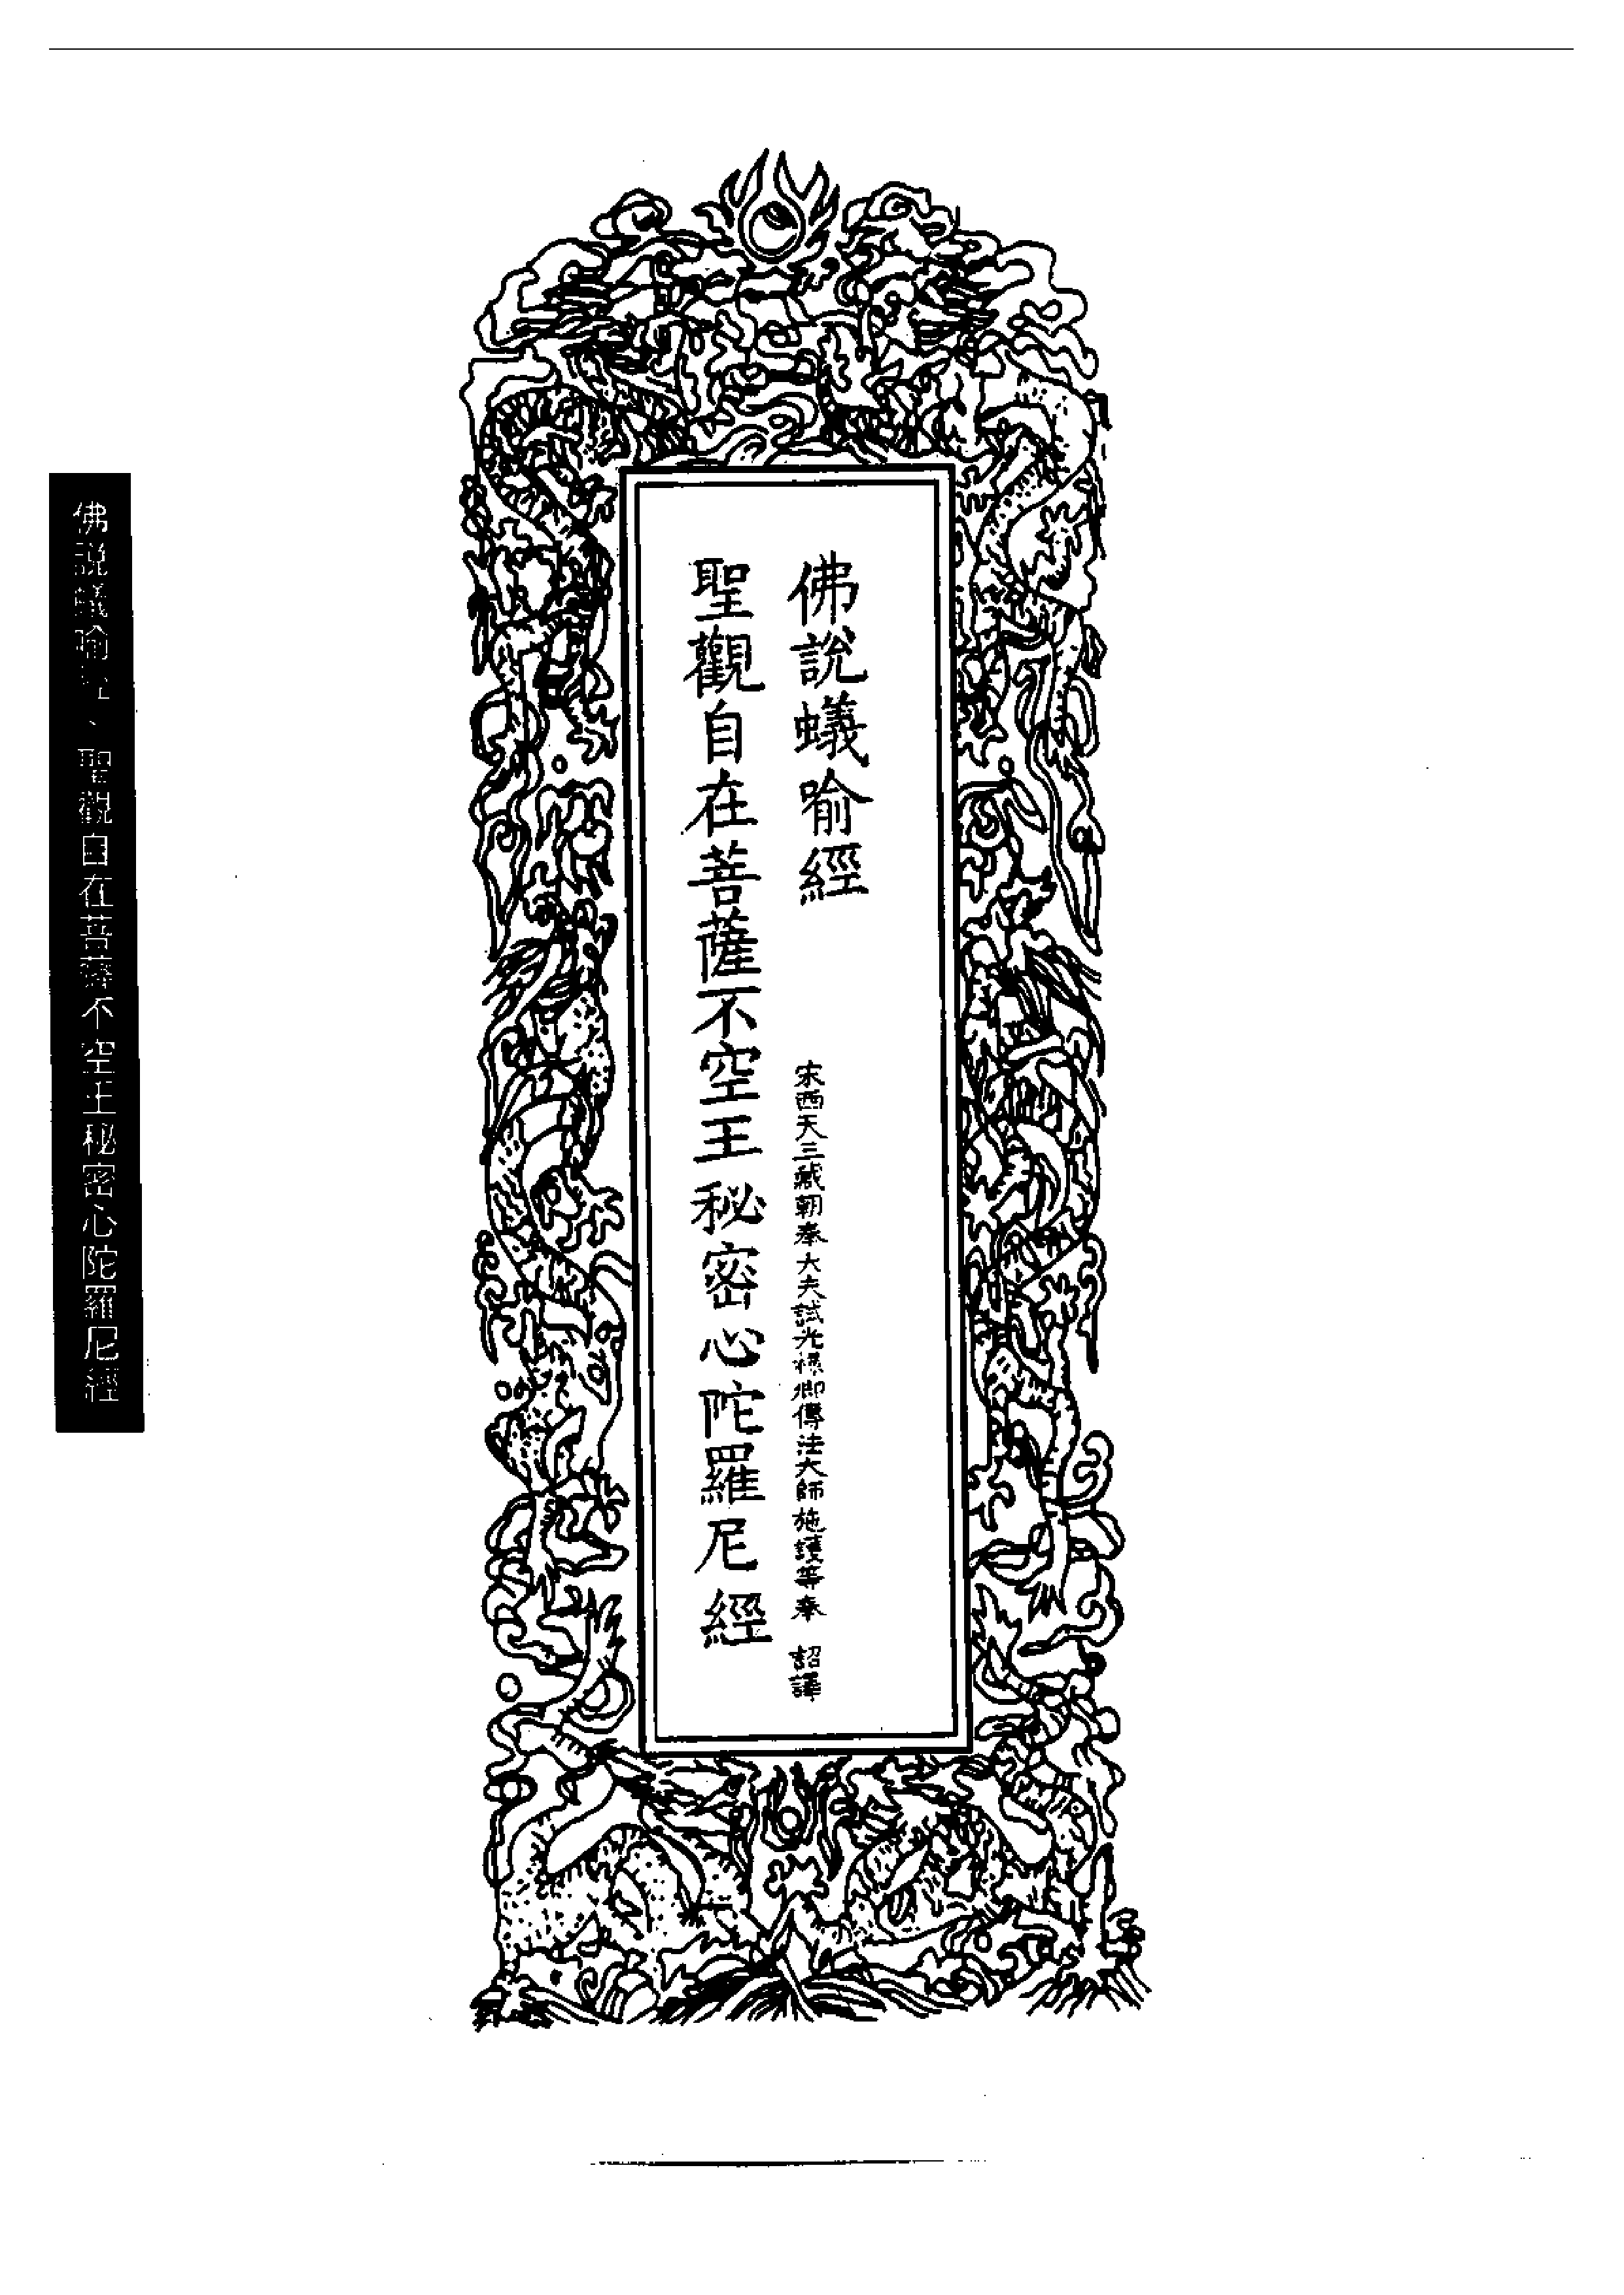 佛說蟻喻經
宋西天三藏朝奉大夫試光祿卿傳法大師施護等奉 詔譯
聖觀自在菩薩不空王秘密心陀羅尼經
佛説蟻喻經、聖觀自在菩薩不空王秘密心陀羅尼經